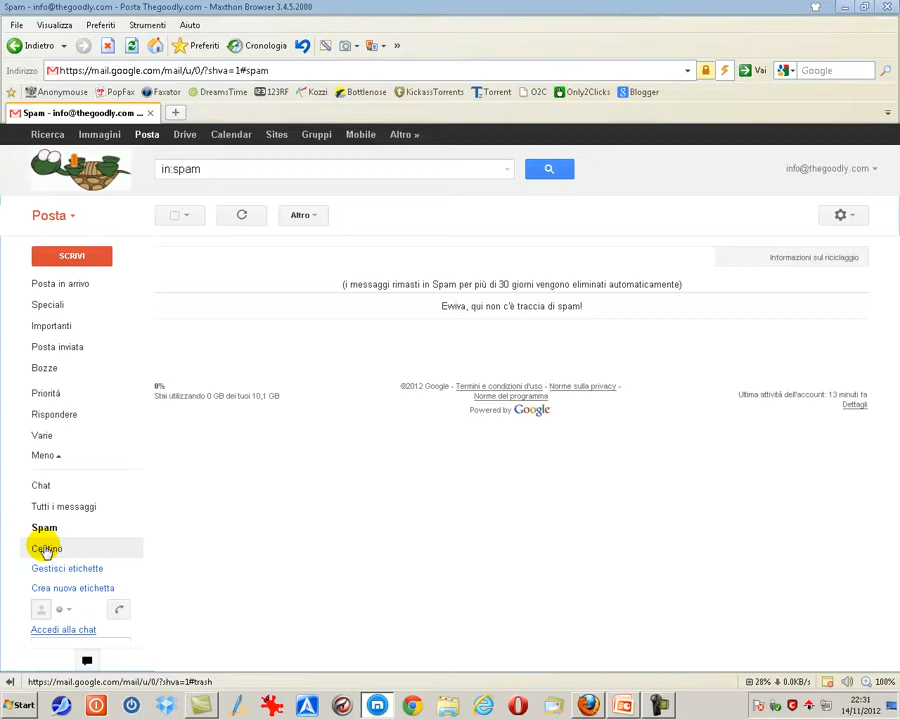 Spam - info@thegoodly.com - Posta Thegoodly.com - Maxthon Browser 3.4.5.2000
File Visualizza Preferiti Strumenti Aiuto
Indietro Preferiti Cronologia »
Indirizzo https://mail.google.com/mail/u/0/?shva=1#spam Vai Google
Anonymouse PopFax Faxator DreamsTime 123RF Kozzi Bottlenose KickassTorrents Torrent O2C Only2Clicks Blogger
Spam - info@thegoodly.com ...
Ricerca Immagini Posta Drive Calendar Sites Gruppi Mobile Altro »
in:spam
info@thegoodly.com
Posta
Altro
SCRIVI
Informazioni sul riciclaggio
Posta in arrivo
(i messaggi rimasti in Spam per più di 30 giorni vengono eliminati automaticamente)
Speciali
Evviva, qui non c'è traccia di spam!
Importanti
Posta inviata
Bozze
0%
Stai utilizzando 0 GB dei tuoi 10,1 GB
©2012 Google - Termini e condizioni d'uso - Norme sulla privacy -
Norme del programma
Powered by Google
Ultima attività dell'account: 13 minuti fa
Dettagli
Priorità
Rispondere
Varie
Meno
Chat
Tutti i messaggi
Spam
Cestino
Gestisci etichette
Crea nuova etichetta
Accedi alla chat
https://mail.google.com/mail/u/0/?shva=1#trash
28% 0.0KB/s 100%
Start
22:31
14/11/2012